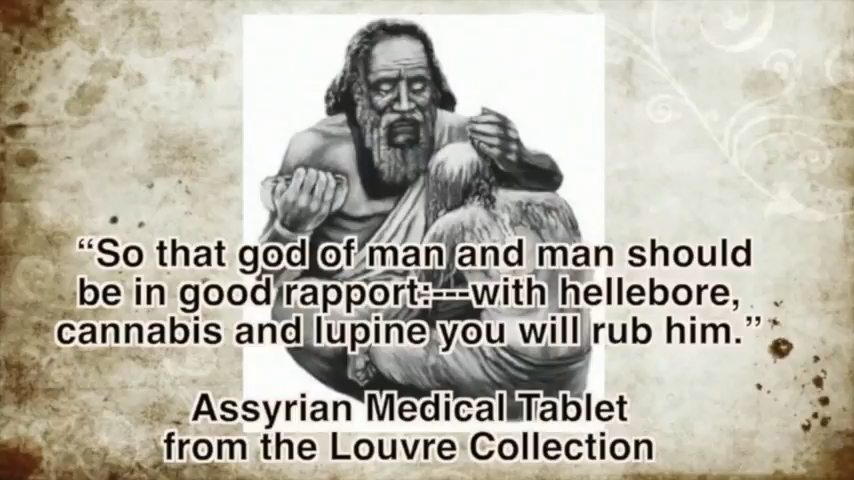 “So that god of man and man should
be in good rapport:---with hellebore,
cannabis and lupine you will rub him.”
Assyrian Medical Tablet
from the Louvre Collection